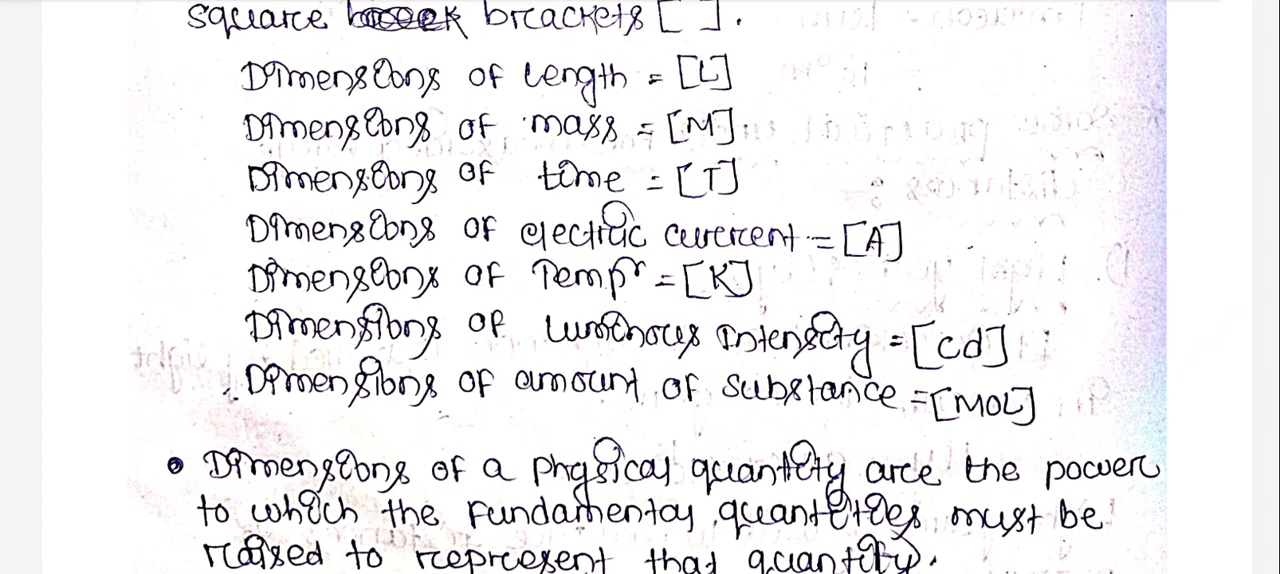 square brackets [ ].
Dimensions of length = [L]
Dimensions of mass = [M]
Dimensions of time = [T]
Dimensions of electric current = [A]
Dimensions of Tempr = [K]
Dimensions of luminous Intensity = [cd]
Dimensions of amount of substance = [MOL]
• Dimensions of a physical quantity are the power
to which the fundamental quantities must be
raised to represent that quantity.